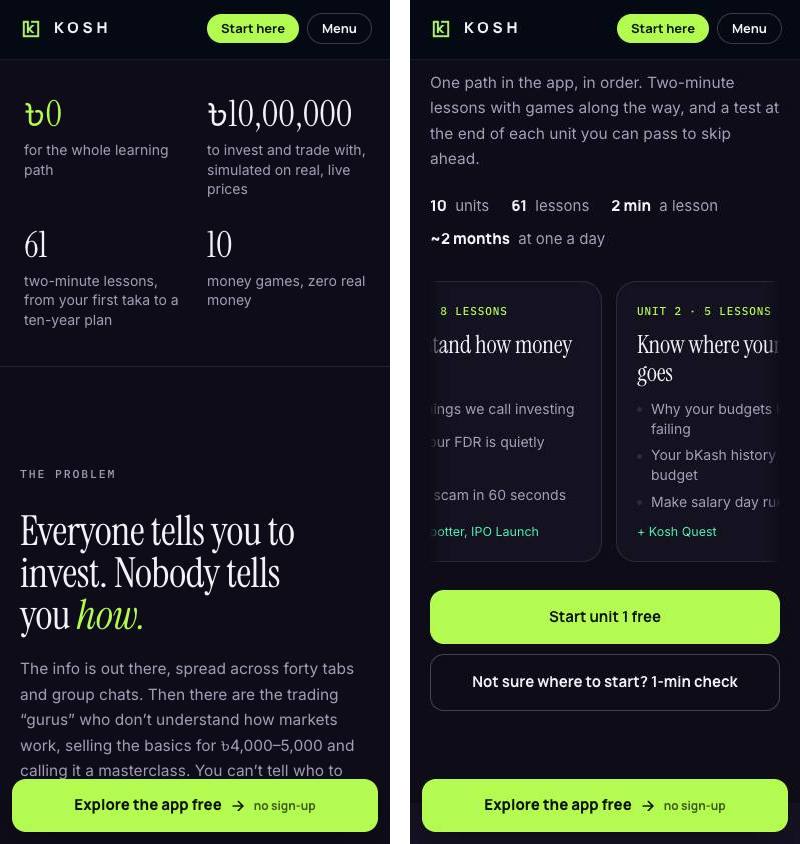 KOSH
Start here
Menu
৳0
for the whole learning
path
৳10,00,000
to invest and trade with,
simulated on real, live
prices
61
two-minute lessons,
from your first taka to a
ten-year plan
10
money games, zero real
money
THE PROBLEM
Everyone tells you to
invest. Nobody tells
you how.
The info is out there, spread across forty tabs
and group chats. Then there are the trading
“gurus” who don’t understand how markets
work, selling the basics for ৳4,000–5,000 and
calling it a masterclass. You can’t tell who to
Explore the app free → no sign-up
KOSH
Start here
Menu
One path in the app, in order. Two-minute
lessons with games along the way, and a test at
the end of each unit you can pass to skip
ahead.
10 units 61 lessons 2 min a lesson
~2 months at one a day
8 LESSONS
how money
we call investing
FDR is quietly
scam in 60 seconds
IPO Launch
UNIT 2 · 5 LESSONS
Know where your
goes
Why your budgets
failing
Your bKash history
budget
Make salary day
+ Kosh Quest
Start unit 1 free
Not sure where to start? 1-min check
Explore the app free → no sign-up